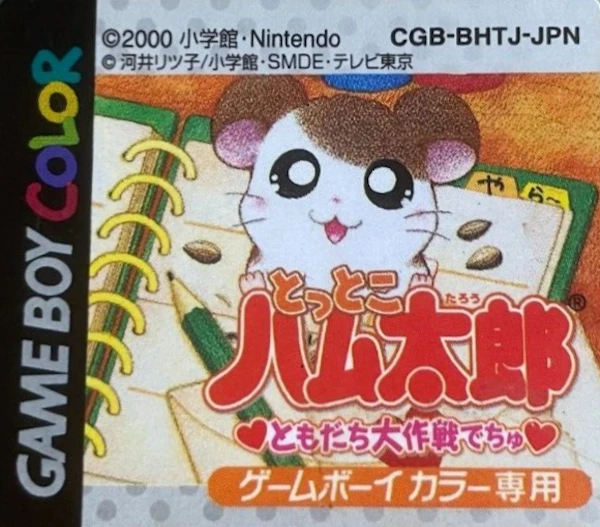 ©2000 小学館・Nintendo
CGB-BHTJ-JPN
©河井リツ子/小学館・SMDE・テレビ東京
GAME BOY COLOR
や
ら~
とっとこ
たろう
ハム太郎®
ともだち大作戦でちゅ
ゲームボーイカラー専用